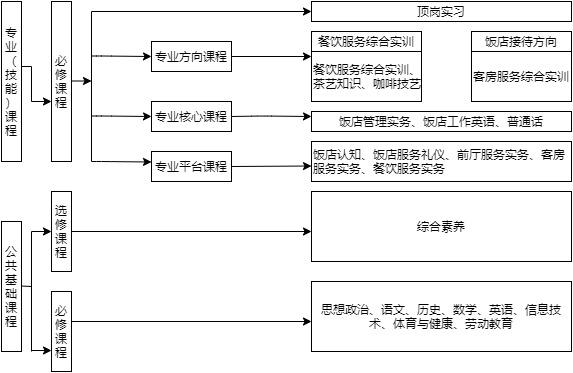 专业（技能）课程
必修课程
顶岗实习
专业方向课程
餐饮服务综合实训
餐饮服务综合实训、
茶艺知识、咖啡技艺
饭店接待方向
客房服务综合实训
专业核心课程
饭店管理实务、饭店工作英语、普通话
专业平台课程
饭店认知、饭店服务礼仪、前厅服务实务、客房
服务实务、餐饮服务实务
公共基础课程
选修课程
综合素养
必修课程
思想政治、语文、历史、数学、英语、信息技
术、体育与健康、劳动教育